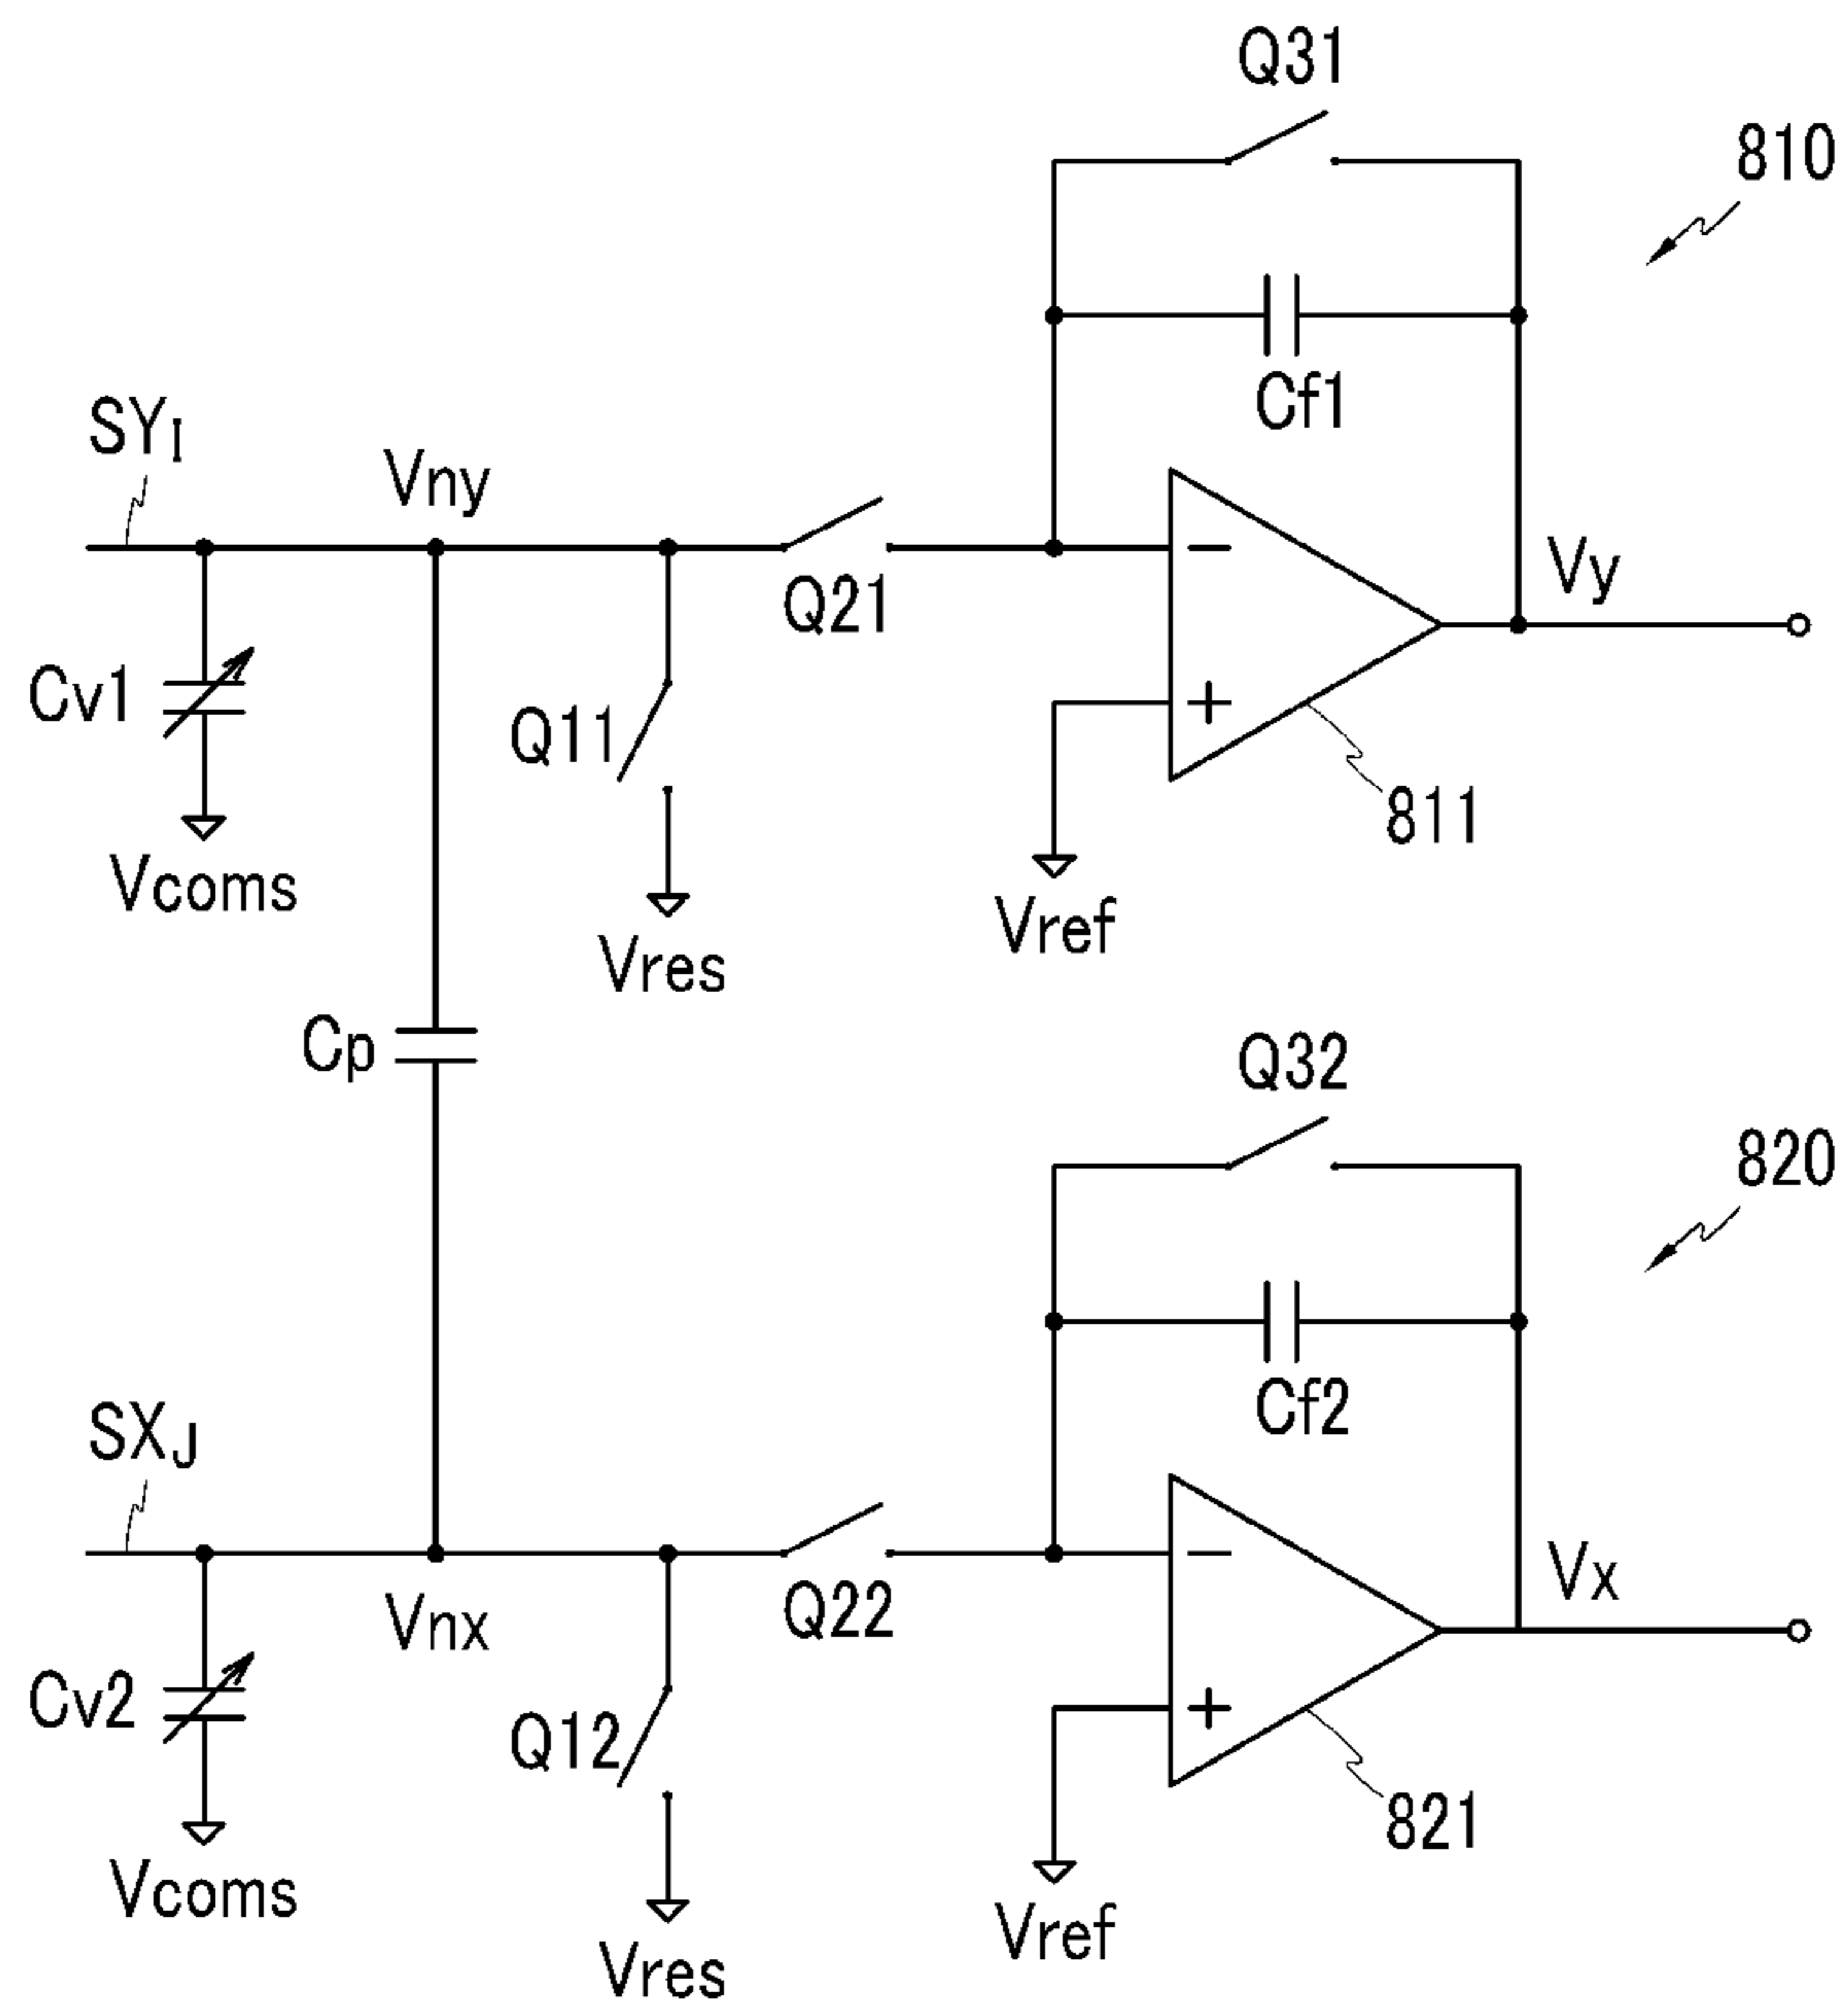 Q31
810
Cf1
SYI
Vny
Q21
Vy
Cv1
Q11
811
Vcoms
Vres
Vref
Cp
Q32
820
Cf2
SXJ
Vnx
Q22
Vx
Cv2
Q12
821
Vcoms
Vres
Vref
−
+
−
+